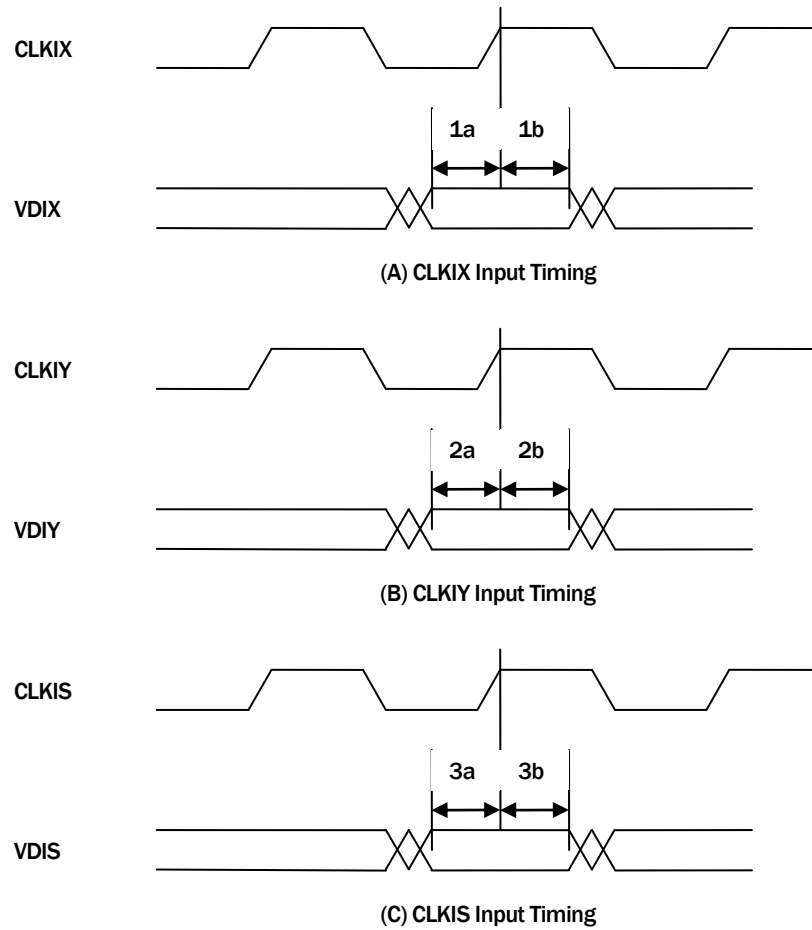 CLKIX
1a 1b
VDIX
(A) CLKIX Input Timing
CLKIY
2a 2b
VDIY
(B) CLKIY Input Timing
CLKIS
3a 3b
VDIS
(C) CLKIS Input Timing